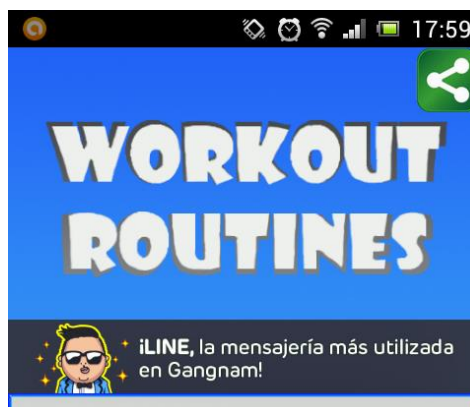 17:59
WORKOUT
ROUTINES
¡LINE, la mensajería más utilizada
en Gangnam!